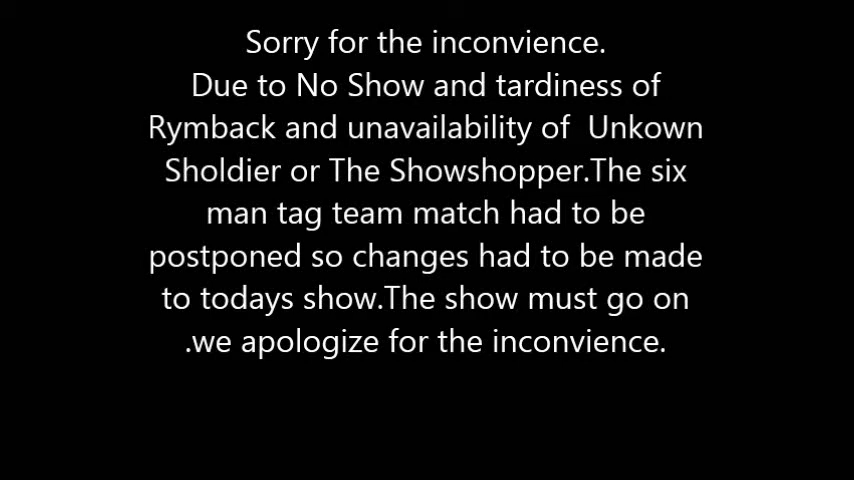 Sorry for the inconvience.
Due to No Show and tardiness of
Rymback and unavailability of  Unkown
Sholdier or The Showshopper.The six
man tag team match had to be
postponed so changes had to be made
to todays show.The show must go on
.we apologize for the inconvience.